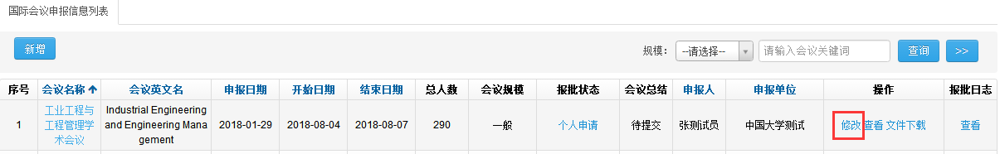 国际会议申报信息列表
新增 规模： --请选择-- 请输入会议关键词 查询 >>
序号 会议名称 会议英文名 申报日期 开始日期 结束日期 总人数 会议规模 报批状态 会议总结 申报人 申报单位 操作 报批日志
工业工程与 Industrial Engineering
1 工程管理学 and Engineering Mana 2018-01-29 2018-08-04 2018-08-07 290 一般 个人申请 待提交 张测试员 中国大学测试 修改 查看 文件下载 查看
术会议 gement